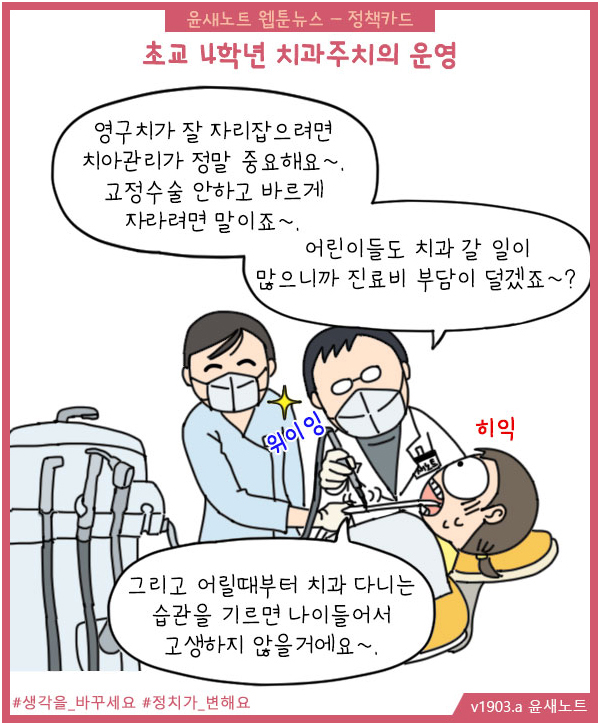 윤새노트 웹툰뉴스 - 정책카드
초교 4학년 치과주치의 운영
영구치가 잘 자리잡으려면
치아관리가 정말 중요해요~.
교정수술 안하고 바르게
자라려면 말이죠~.
어린이들도 치과 갈 일이
많으니까 진료비 부담이 덜겠죠~?
위이잉
히익
그리고 어릴때부터 치과 다니는
습관을 기르면 나이들어서
고생하지 않을거에요~.
#생각을_바꾸세요 #정치가_변해요
v1903.a 윤새노트